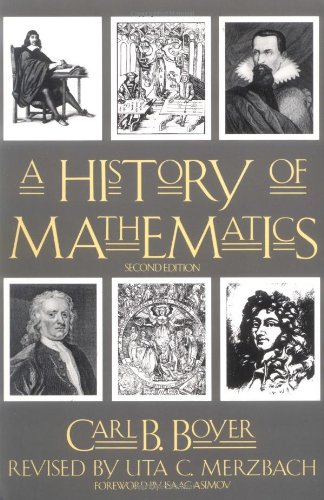 A HISTORY OF
MATHEMATICS
SECOND EDITION
CARL B. BOYER
REVISED BY UTA C. MERZBACH
FOREWORD BY ISAAC ASIMOV